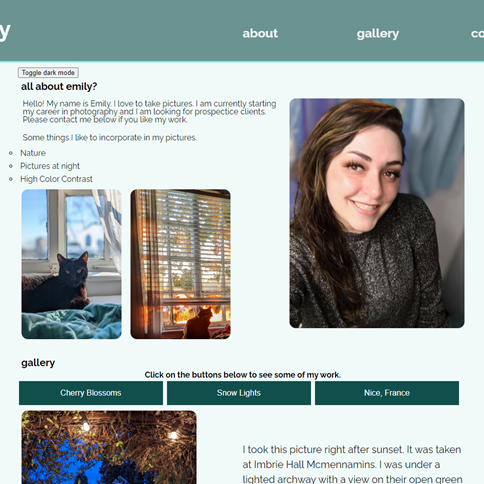 y
about gallery co
Toggle dark mode
all about emily?
Hello! My name is Emily. I love to take pictures. I am currently starting
my career in photography and I am looking for prospectice clients.
Please contact me below if you like my work.
Some things I like to incorporate in my pictures.
Nature
Pictures at night
High Color Contrast
gallery
Click on the buttons below to see some of my work.
Cherry Blossoms Snow Lights Nice, France
I took this picture right after sunset. It was taken
at Imbrie Hall Mcmennamins. I was under a
lighted archway with a view on their open green